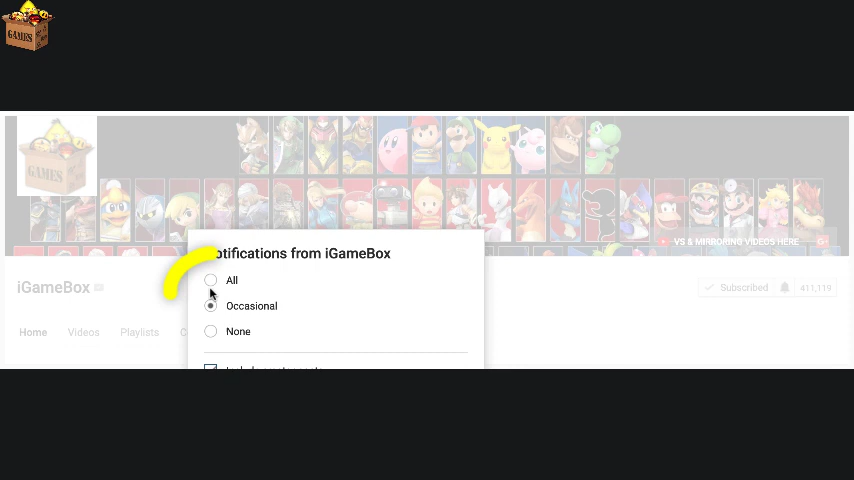 GAMES
GAMES
VS & MIRRORING VIDEOS HERE
otifications from iGameBox
All
iGameBox
Subscribed
411,119
Occasional
Home
Videos
Playlists
C
None